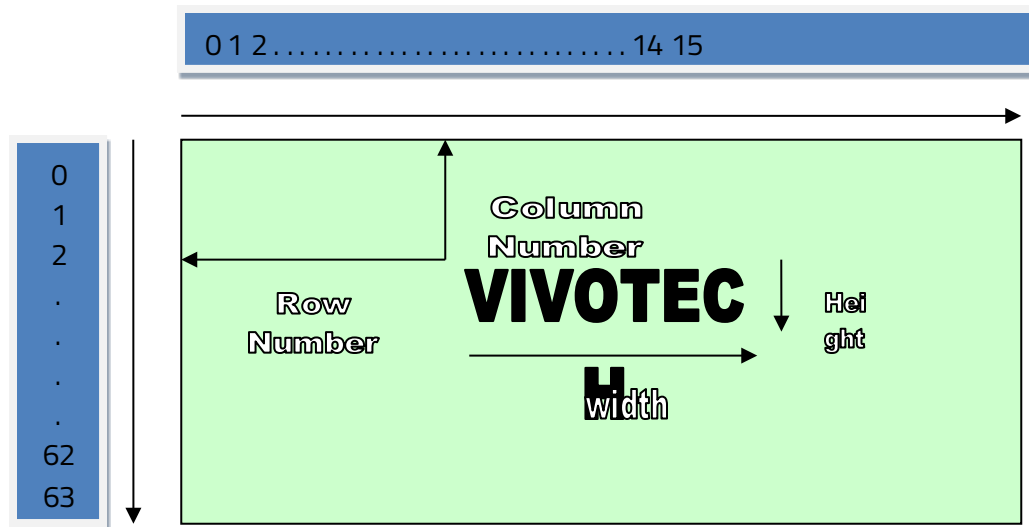 0 1 2 . . . . . . . . . . . . . . . . . . . . . . . . . . . . 14 15
0
1
2
.
.
.
.
62
63
Column
Number
VIVOTEC
H
Row
Number
Hei
ght
width